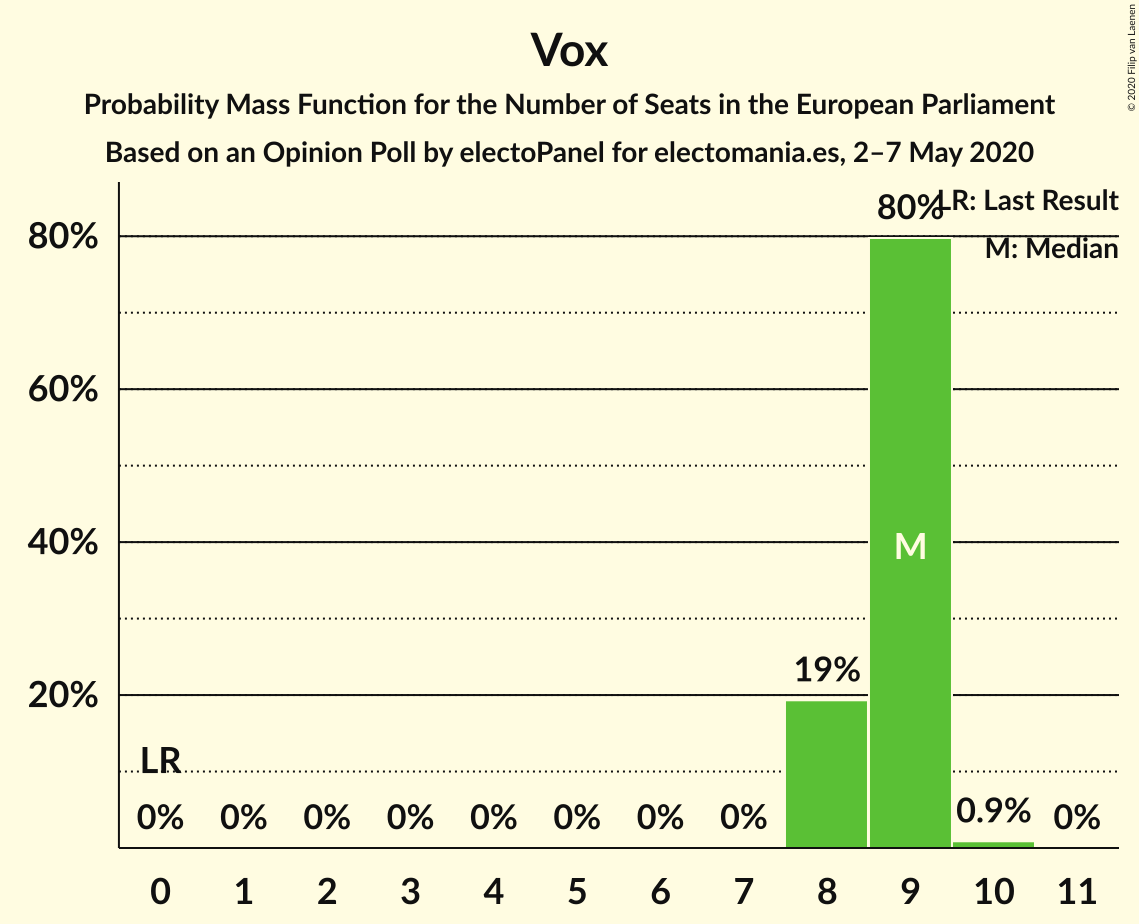 Vox
Probability Mass Function for the Number of Seats in the European Parliament
Based on an Opinion Poll by electoPanel for electomania.es, 2–7 May 2020
© 2020 Filip van Laenen
LR: Last Result
M: Median
80%
60%
40%
20%
LR
0%
0%
0%
0%
0%
0%
0%
0%
19%
80%
M
0.9%
0%
0 1 2 3 4 5 6 7 8 9 10 11